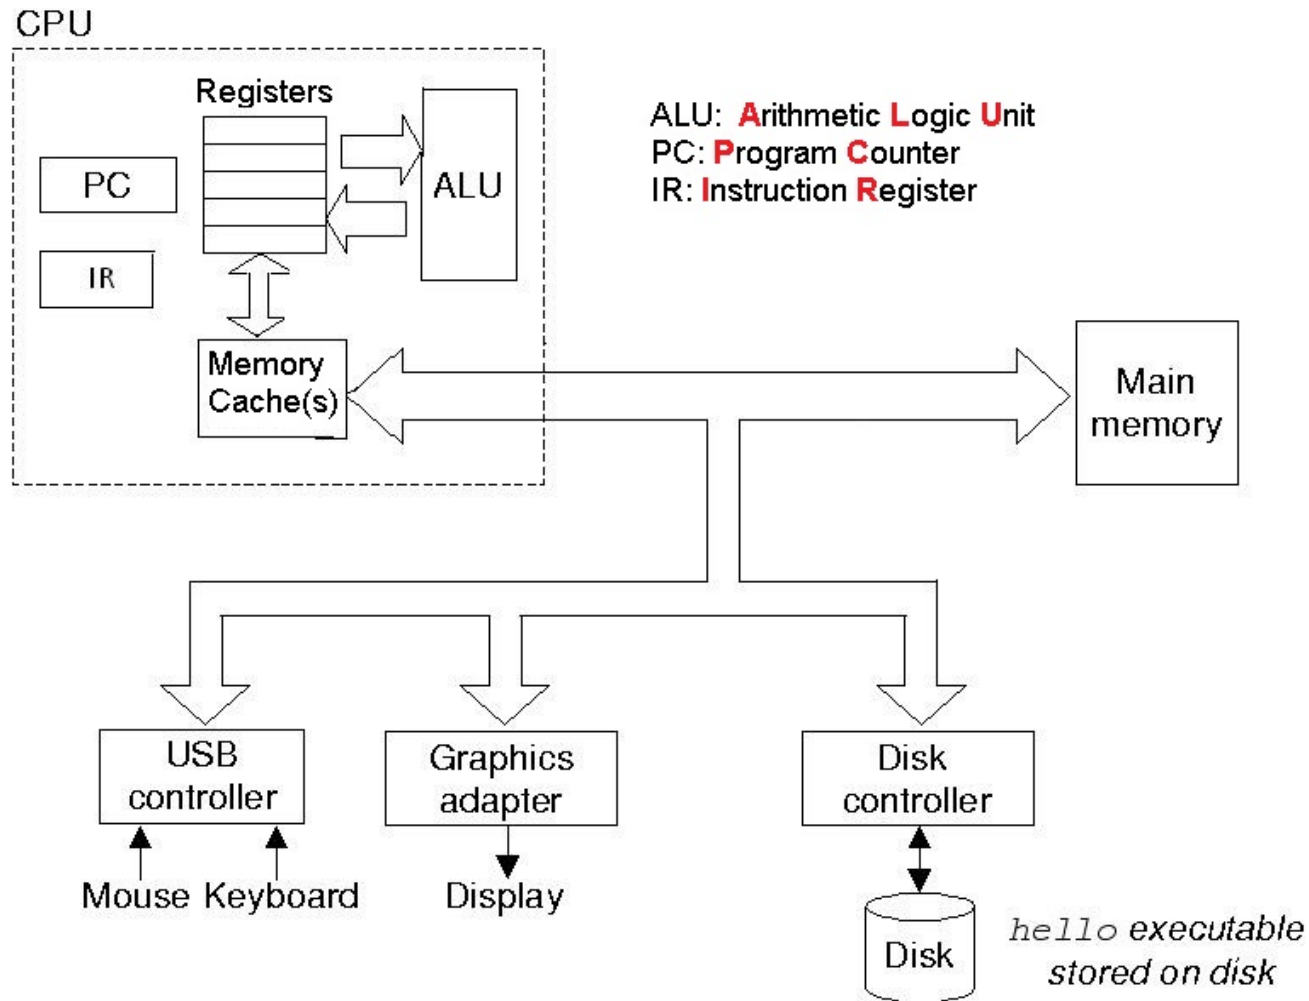 CPU
Registers
PC
ALU
IR
Memory
Cache(s)
ALU: Arithmetic Logic Unit
PC: Program Counter
IR: Instruction Register
Main
memory
USB
controller
Graphics
adapter
Disk
controller
Mouse Keyboard
Display
Disk
hello executable
stored on disk